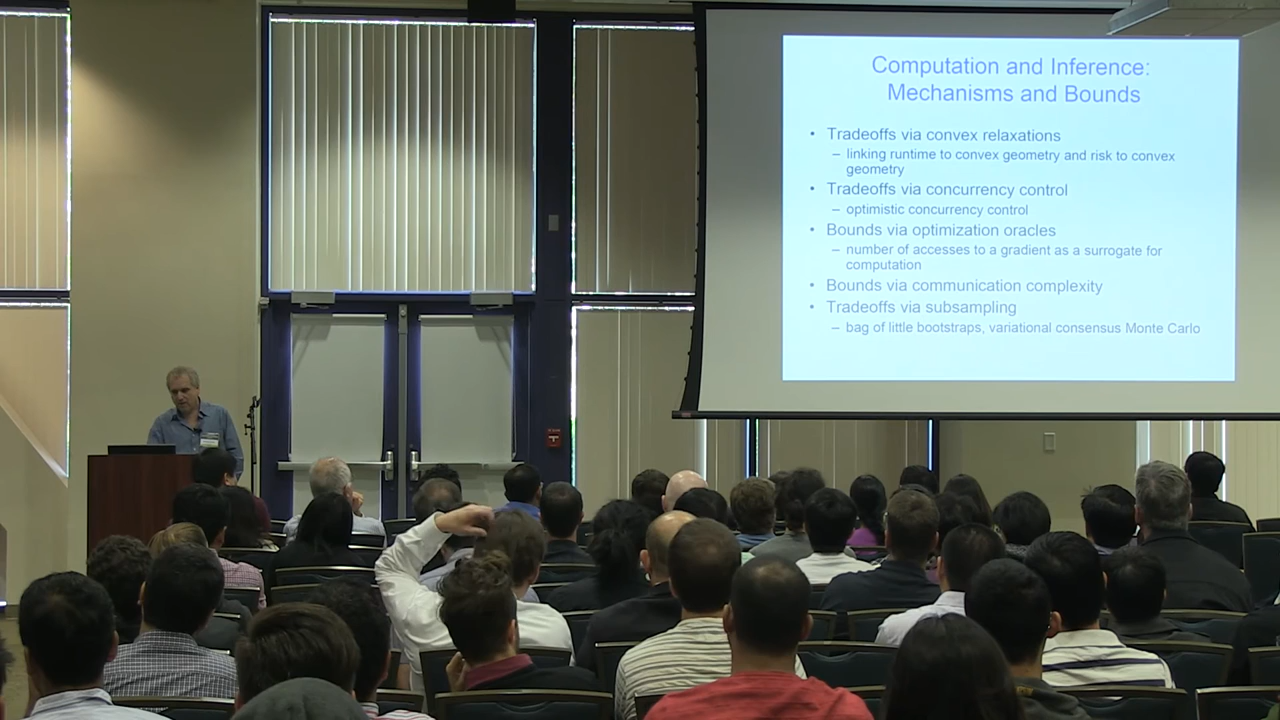 Computation and Inference:
Mechanisms and Bounds
• Tradeoffs via convex relaxations
– linking runtime to convex geometry and risk to convex
geometry
• Tradeoffs via concurrency control
– optimistic concurrency control
• Bounds via optimization oracles
– number of accesses to a gradient as a surrogate for
computation
• Bounds via communication complexity
• Tradeoffs via subsampling
– bag of little bootstraps, variational consensus Monte Carlo